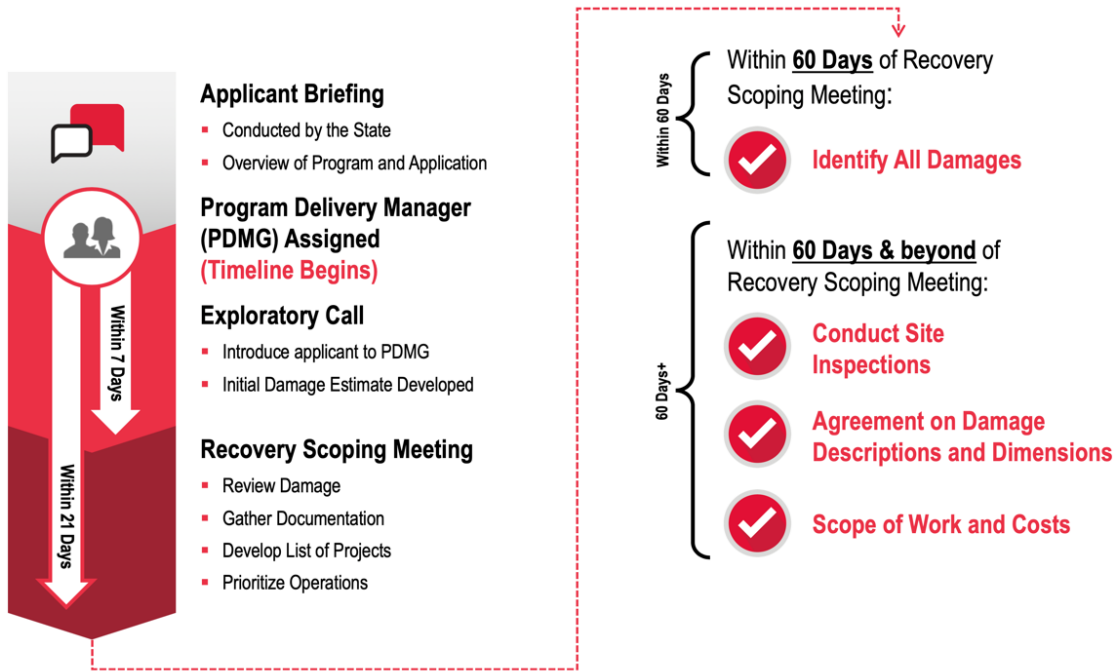 Applicant Briefing
Conducted by the State
Overview of Program and Application
Program Delivery Manager
(PDMG) Assigned
(Timeline Begins)
Exploratory Call
Introduce applicant to PDMG
Initial Damage Estimate Developed
Within 7 Days
Recovery Scoping Meeting
Review Damage
Gather Documentation
Develop List of Projects
Prioritize Operations
Within 21 Days
Within 60 Days
Within 60 Days of Recovery
Scoping Meeting:
Identify All Damages
60 Days+
Within 60 Days & beyond of
Recovery Scoping Meeting:
Conduct Site
Inspections
Agreement on Damage
Descriptions and Dimensions
Scope of Work and Costs